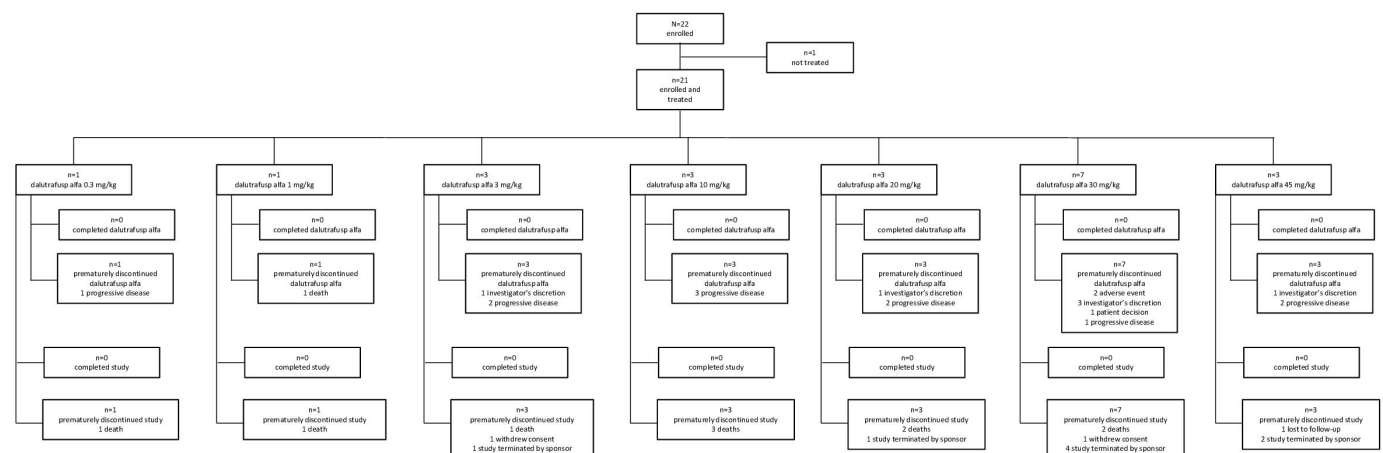 N=22
enrolled
n=1
not treated
n=21
enrolled and
treated
n=1
dalutrafusp alfa 0.3 mg/kg
n=0
completed dalutrafusp alfa
n=1
prematurely discontinued
dalutrafusp alfa
1 progressive disease
n=0
completed study
n=1
prematurely discontinued study
1 death
n=1
dalutrafusp alfa 1 mg/kg
n=0
completed dalutrafusp alfa
n=1
prematurely discontinued
dalutrafusp alfa
1 death
n=0
completed study
n=1
prematurely discontinued study
1 death
n=3
dalutrafusp alfa 3 mg/kg
n=0
completed dalutrafusp alfa
n=3
prematurely discontinued
dalutrafusp alfa
1 investigator's discretion
2 progressive disease
n=0
completed study
n=3
prematurely discontinued study
1 death
1 withdrew consent
1 study terminated by sponsor
n=3
dalutrafusp alfa 10 mg/kg
n=0
completed dalutrafusp alfa
n=3
prematurely discontinued
dalutrafusp alfa
3 progressive disease
n=0
completed study
n=3
prematurely discontinued study
3 deaths
n=3
dalutrafusp alfa 20 mg/kg
n=0
completed dalutrafusp alfa
n=3
prematurely discontinued
dalutrafusp alfa
1 investigator's discretion
2 progressive disease
n=0
completed study
n=3
prematurely discontinued study
2 deaths
1 study terminated by sponsor
n=7
dalutrafusp alfa 30 mg/kg
n=0
completed dalutrafusp alfa
n=7
prematurely discontinued
dalutrafusp alfa
2 adverse event
3 investigator's discretion
1 patient decision
1 progressive disease
n=0
completed study
n=7
prematurely discontinued study
2 deaths
1 withdrew consent
4 study terminated by sponsor
n=3
dalutrafusp alfa 45 mg/kg
n=0
completed dalutrafusp alfa
n=3
prematurely discontinued
dalutrafusp alfa
1 investigator's discretion
2 progressive disease
n=0
completed study
n=3
prematurely discontinued study
1 lost to follow-up
2 study terminated by sponsor